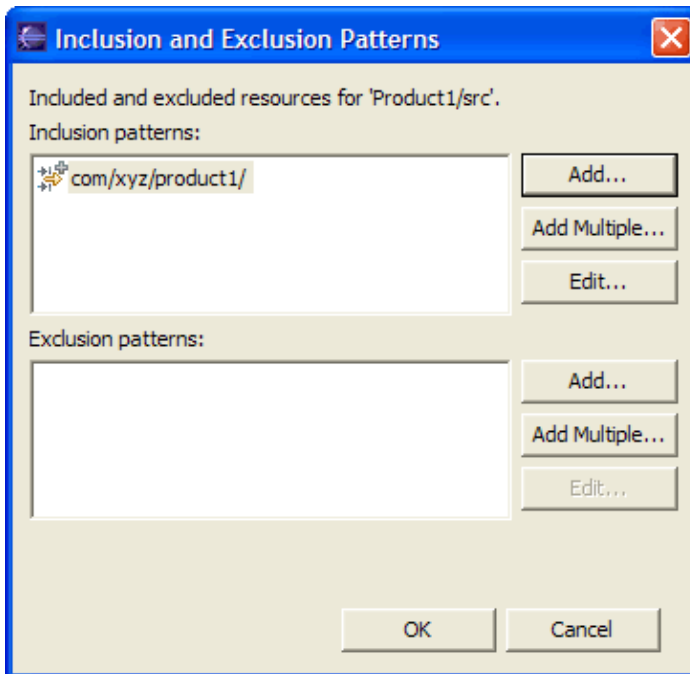 Inclusion and Exclusion Patterns
Included and excluded resources for 'Product1/src'.
Inclusion patterns:
com/xyz/product1/
Add...
Add Multiple...
Edit...
Exclusion patterns:
Add...
Add Multiple...
Edit...
OK
Cancel